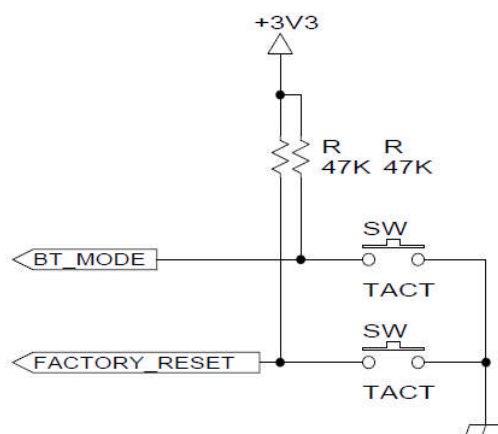 +3V3
R R
47K 47K
SW
BT_MODE
TACT
SW
FACTORY_RESET
TACT